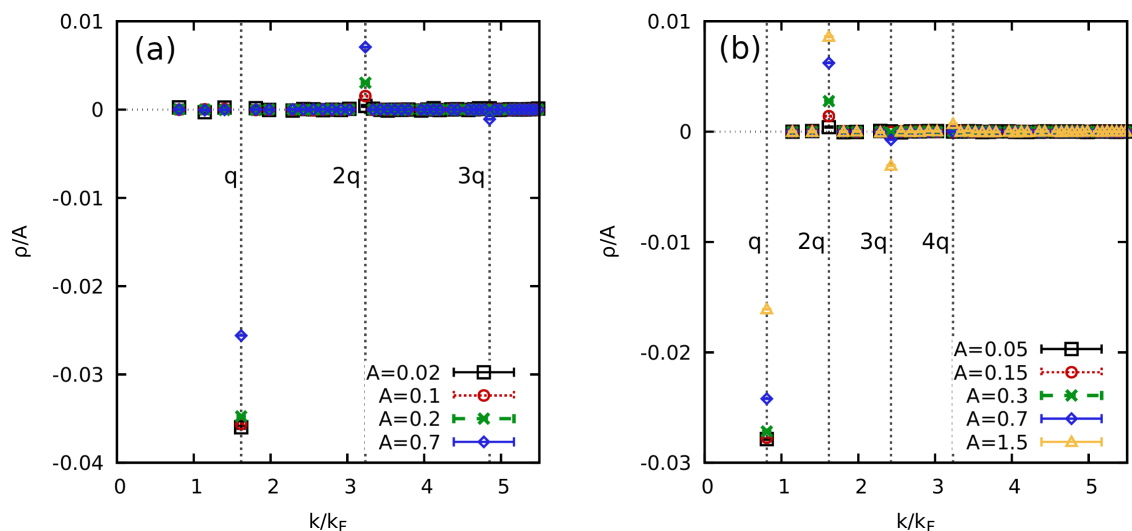 (a)
0.01
0
-0.01
-0.02
-0.03
-0.04
ρ/A
q
2q
3q
A=0.02
A=0.1
A=0.2
A=0.7
0 1 2 3 4 5
k/k_F
(b)
0.01
0
-0.01
-0.02
-0.03
ρ/A
q
2q
3q
4q
A=0.05
A=0.15
A=0.3
A=0.7
A=1.5
0 1 2 3 4 5
k/k_F